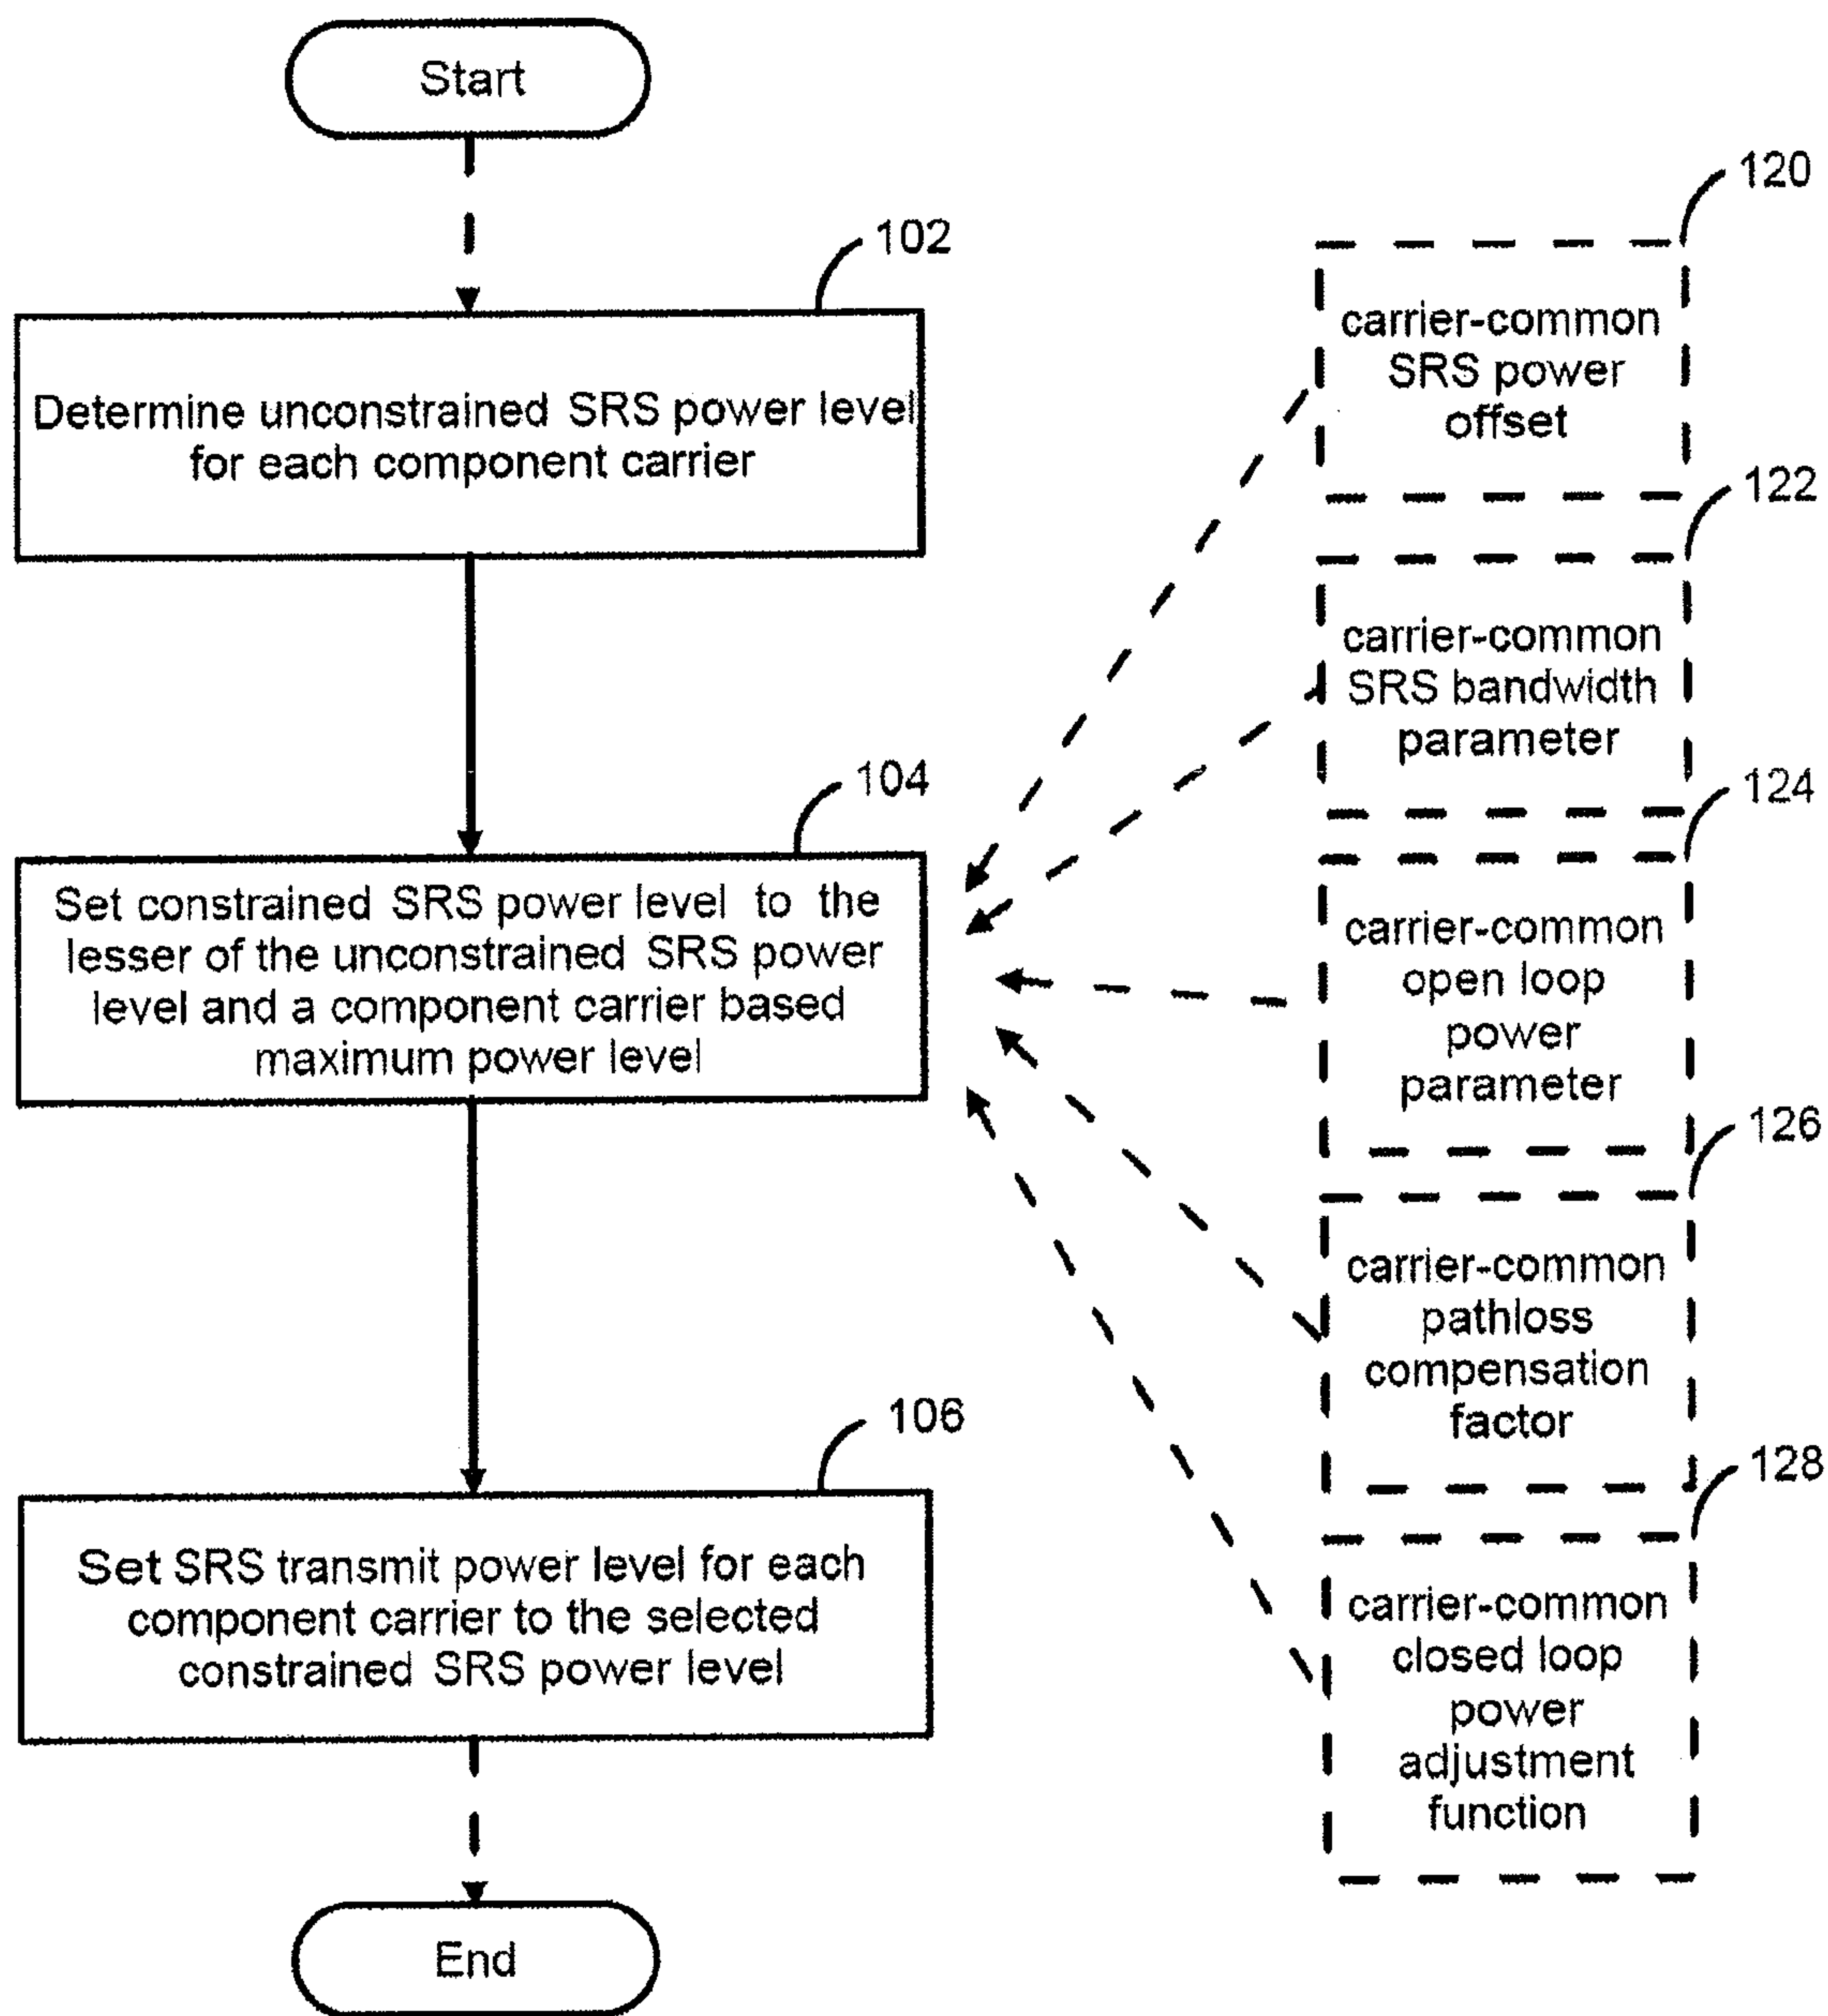 Start
102
Determine unconstrained SRS power level
for each component carrier
104
Set constrained SRS power level to the
lesser of the unconstrained SRS power
level and a component carrier based
maximum power level
106
Set SRS transmit power level for each
component carrier to the selected
constrained SRS power level
End
120
carrier-common
SRS power
offset
122
carrier-common
SRS bandwidth
parameter
124
carrier-common
open loop
power
parameter
126
carrier-common
pathloss
compensation
factor
128
carrier-common
closed loop
power
adjustment
function